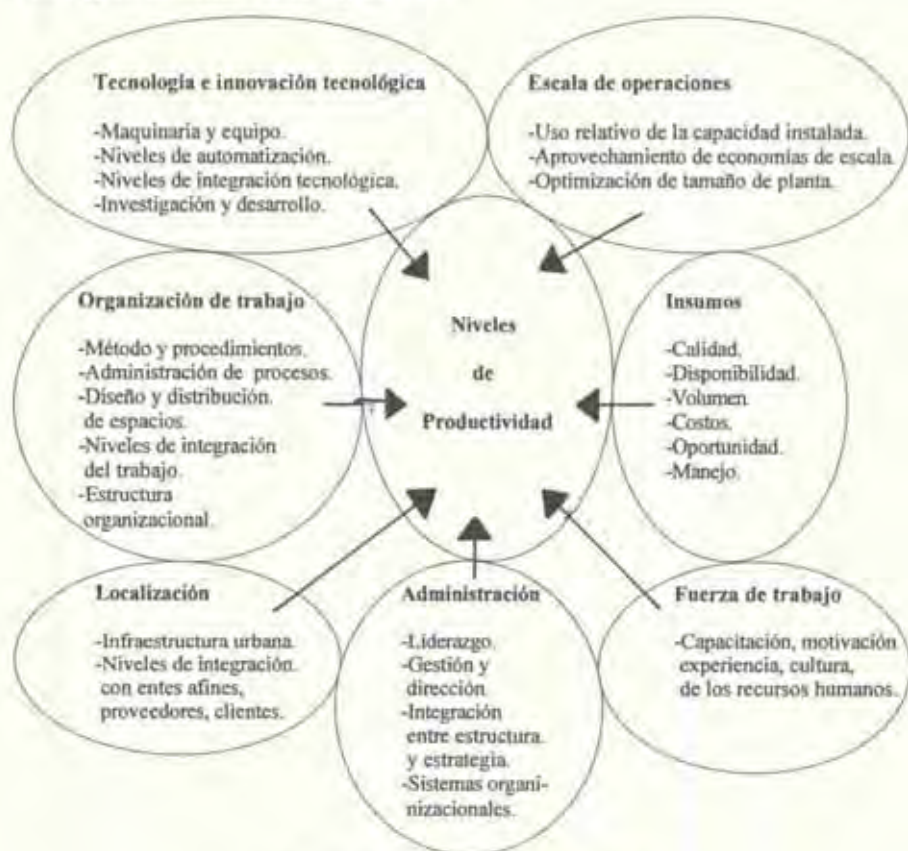 Tecnología e innovación tecnológica
-Maquinaria y equipo.
-Niveles de automatización.
-Niveles de integración tecnológica.
-Investigación y desarrollo.
Escala de operaciones
-Uso relativo de la capacidad instalada.
-Aprovechamiento de economías de escala.
-Optimización de tamaño de planta.
Organización de trabajo
-Método y procedimientos.
-Administración de procesos.
-Diseño y distribución.
de espacios.
-Niveles de integración
del trabajo.
-Estructura
organizacional.
Niveles
de
Productividad
Insumos
-Calidad.
-Disponibilidad.
-Volumen.
-Costos.
-Oportunidad.
-Manejo.
Localización
-Infraestructura urbana.
-Niveles de integración.
con entes afines,
proveedores, clientes.
Administración
-Liderazgo.
-Gestión y
dirección.
-Integración
entre estructura.
y estrategia.
-Sistemas organi-
nizacionales.
Fuerza de trabajo
-Capacitación, motivación
experiencia, cultura,
de los recursos humanos.